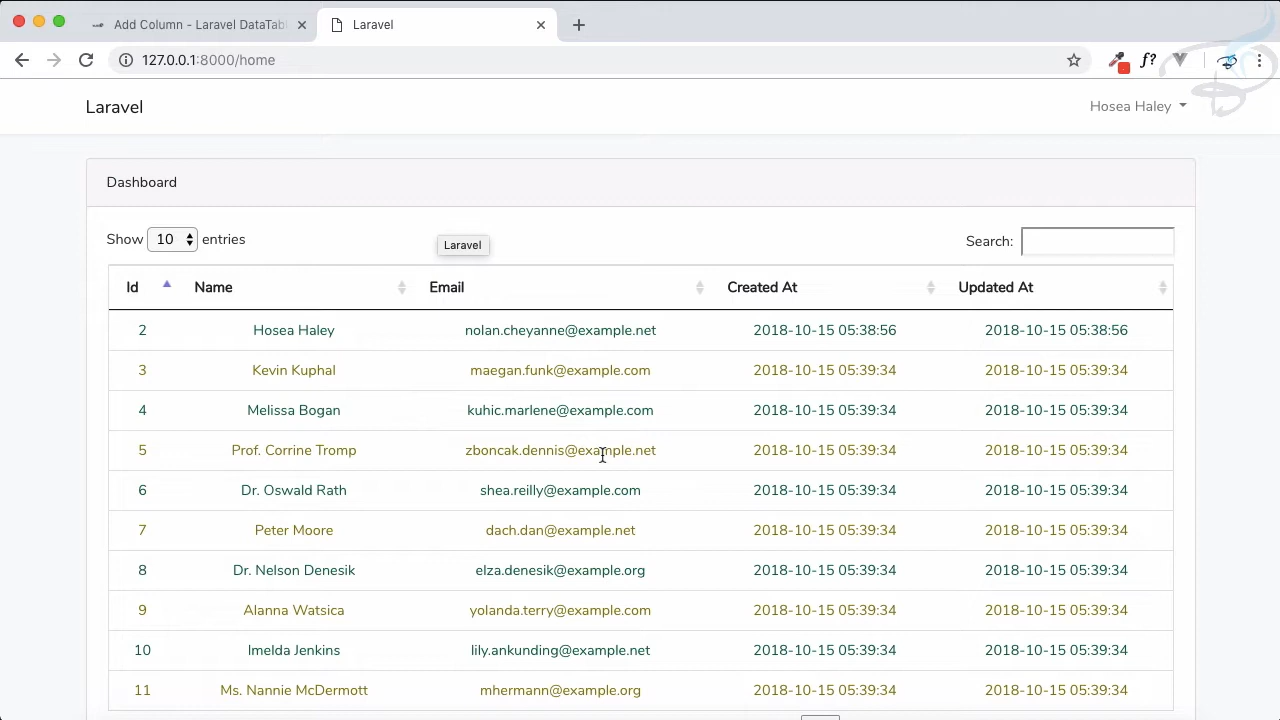 Add Column - Laravel DataTabl
Laravel
127.0.0.1:8000/home
f?
Laravel
Hosea Haley
Dashboard
Show 10 entries
Laravel
Search:
Id Name Email Created At Updated At
2 Hosea Haley nolan.cheyanne@example.net 2018-10-15 05:38:56 2018-10-15 05:38:56
3 Kevin Kuphal maegan.funk@example.com 2018-10-15 05:39:34 2018-10-15 05:39:34
4 Melissa Bogan kuhic.marlene@example.com 2018-10-15 05:39:34 2018-10-15 05:39:34
5 Prof. Corrine Tromp zboncak.dennis@example.net 2018-10-15 05:39:34 2018-10-15 05:39:34
6 Dr. Oswald Rath shea.reilly@example.com 2018-10-15 05:39:34 2018-10-15 05:39:34
7 Peter Moore dach.dan@example.net 2018-10-15 05:39:34 2018-10-15 05:39:34
8 Dr. Nelson Denesik elza.denesik@example.org 2018-10-15 05:39:34 2018-10-15 05:39:34
9 Alanna Watsica yolanda.terry@example.com 2018-10-15 05:39:34 2018-10-15 05:39:34
10 Imelda Jenkins lily.ankunding@example.net 2018-10-15 05:39:34 2018-10-15 05:39:34
11 Ms. Nannie McDermott mhermann@example.org 2018-10-15 05:39:34 2018-10-15 05:39:34